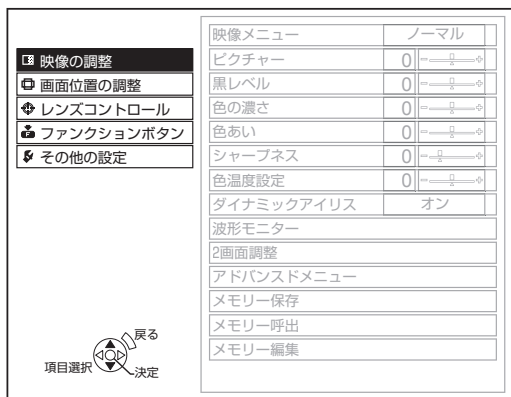 映像の調整
画面位置の調整
レンズコントロール
ファンクションボタン
その他の設定
映像メニュー ノーマル
ピクチャー 0
黒レベル 0
色の濃さ 0
色あい 0
シャープネス 0
色温度設定 0
ダイナミックアイリス オン
波形モニター
2画面調整
アドバンスドメニュー
メモリー保存
メモリー呼出
メモリー編集
戻る
項目選択
決定